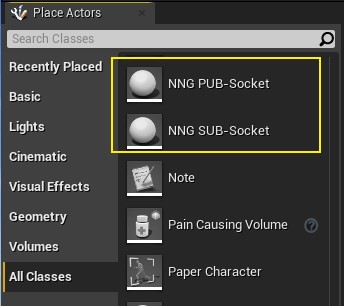 Place Actors
Search Classes
Recently Placed
Basic
Lights
Cinematic
Visual Effects
Geometry
Volumes
All Classes
NNG PUB-Socket
NNG SUB-Socket
Note
Pain Causing Volume
Paper Character